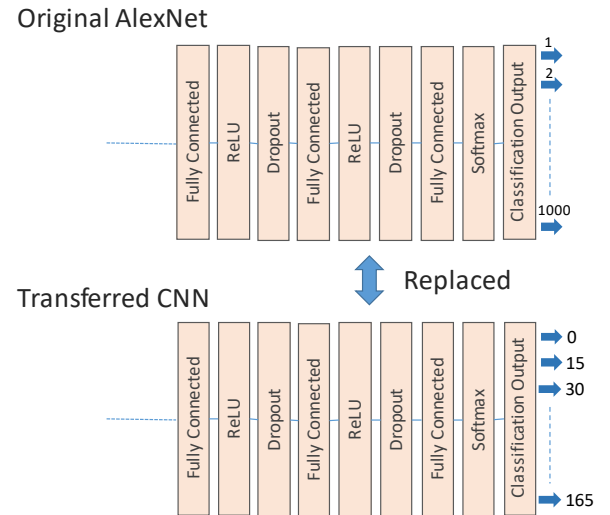 Original AlexNet
Fully Connected
ReLU
Dropout
Fully Connected
ReLU
Dropout
Fully Connected
Softmax
Classification Output
1
2
1000
Replaced
Transferred CNN
Fully Connected
ReLU
Dropout
Fully Connected
ReLU
Dropout
Fully Connected
Softmax
Classification Output
0
15
30
165